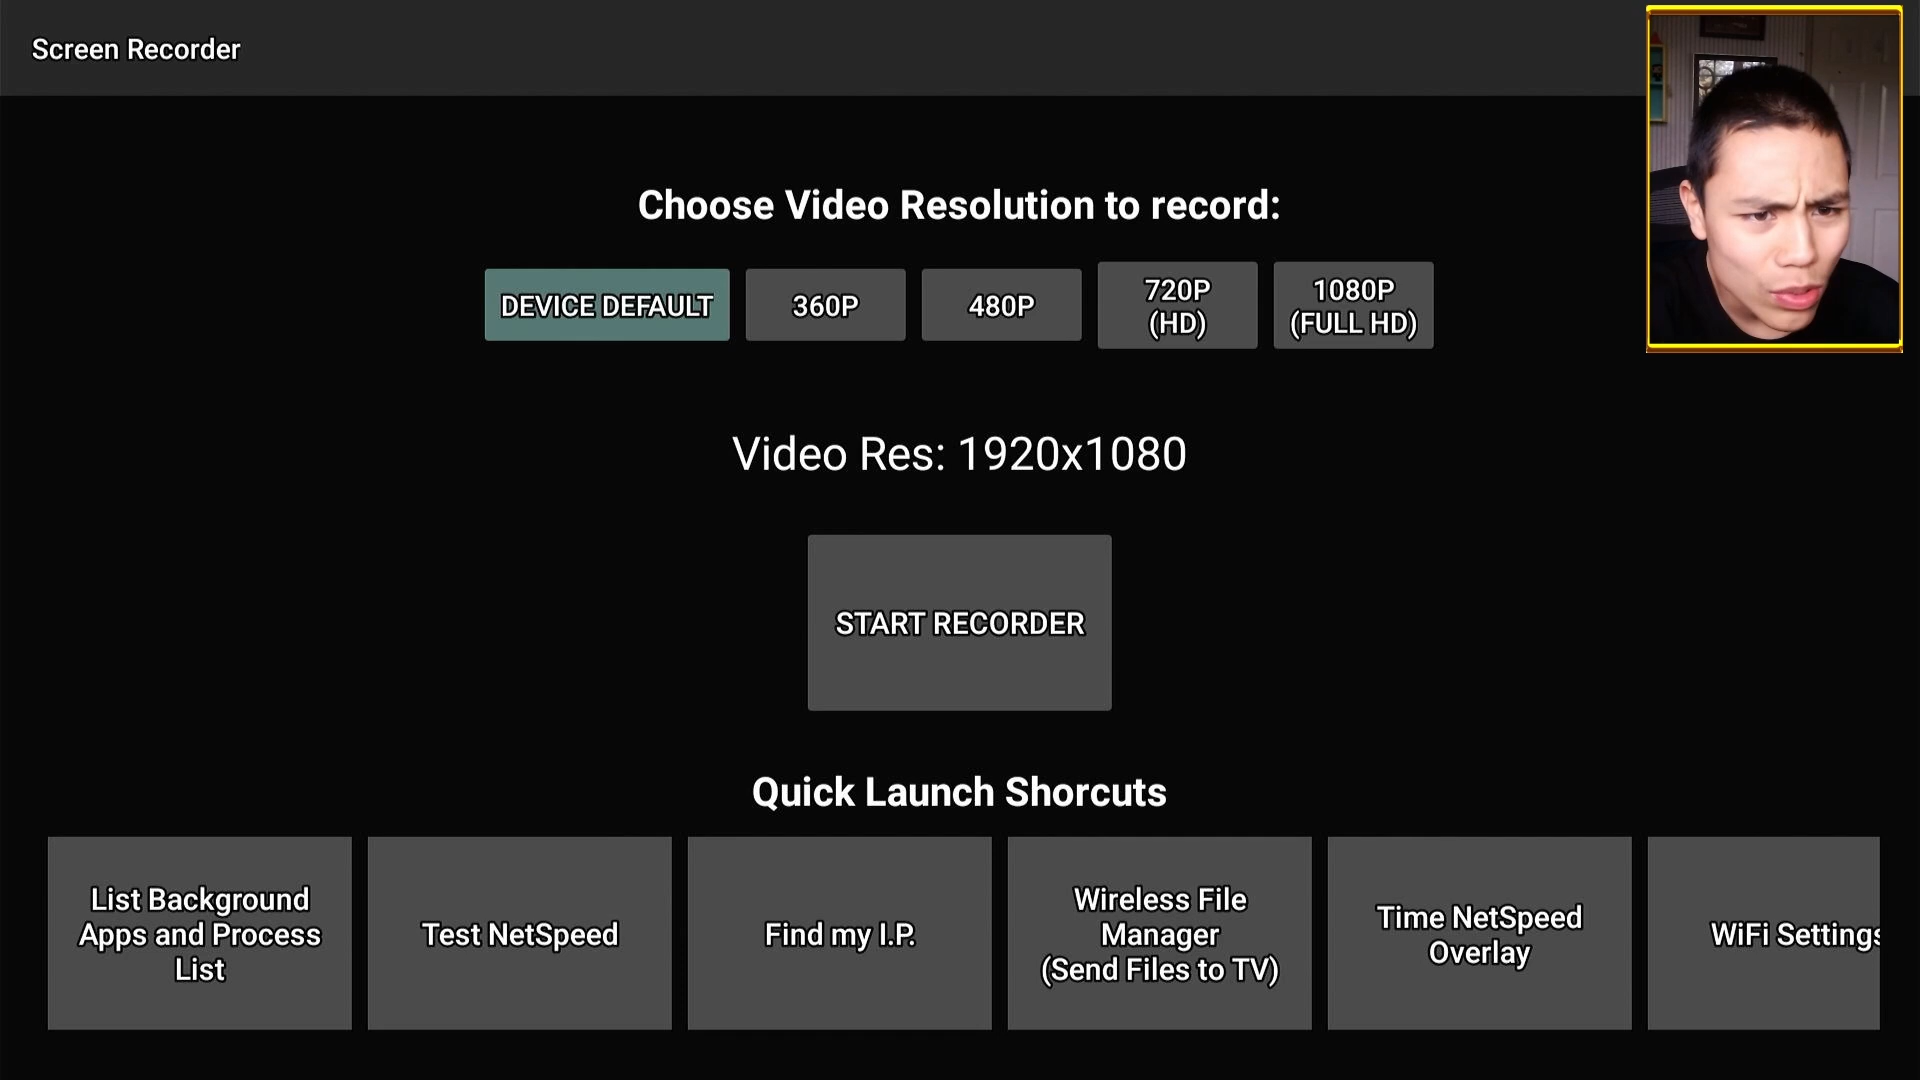 Screen Recorder
Choose Video Resolution to record:
DEVICE DEFAULT
360P
480P
720P
(HD)
1080P
(FULL HD)
Video Res: 1920x1080
START RECORDER
Quick Launch Shorcuts
List Background
Apps and Process
List
Test NetSpeed
Find my I.P.
Wireless File
Manager
(Send Files to TV)
Time NetSpeed
Overlay
WiFi Settings